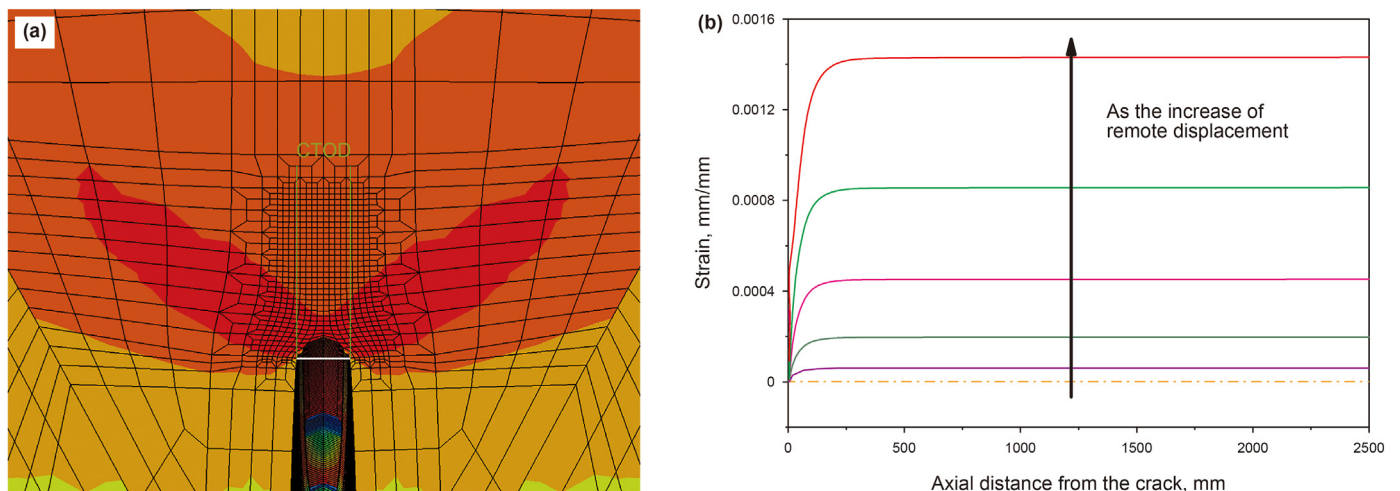 (a)
CTOD
(b)
0.0016
0.0012
0.0008
0.0004
0
Strain, mm/mm
As the increase of
remote displacement
0
500
1000
1500
2000
2500
Axial distance from the crack, mm